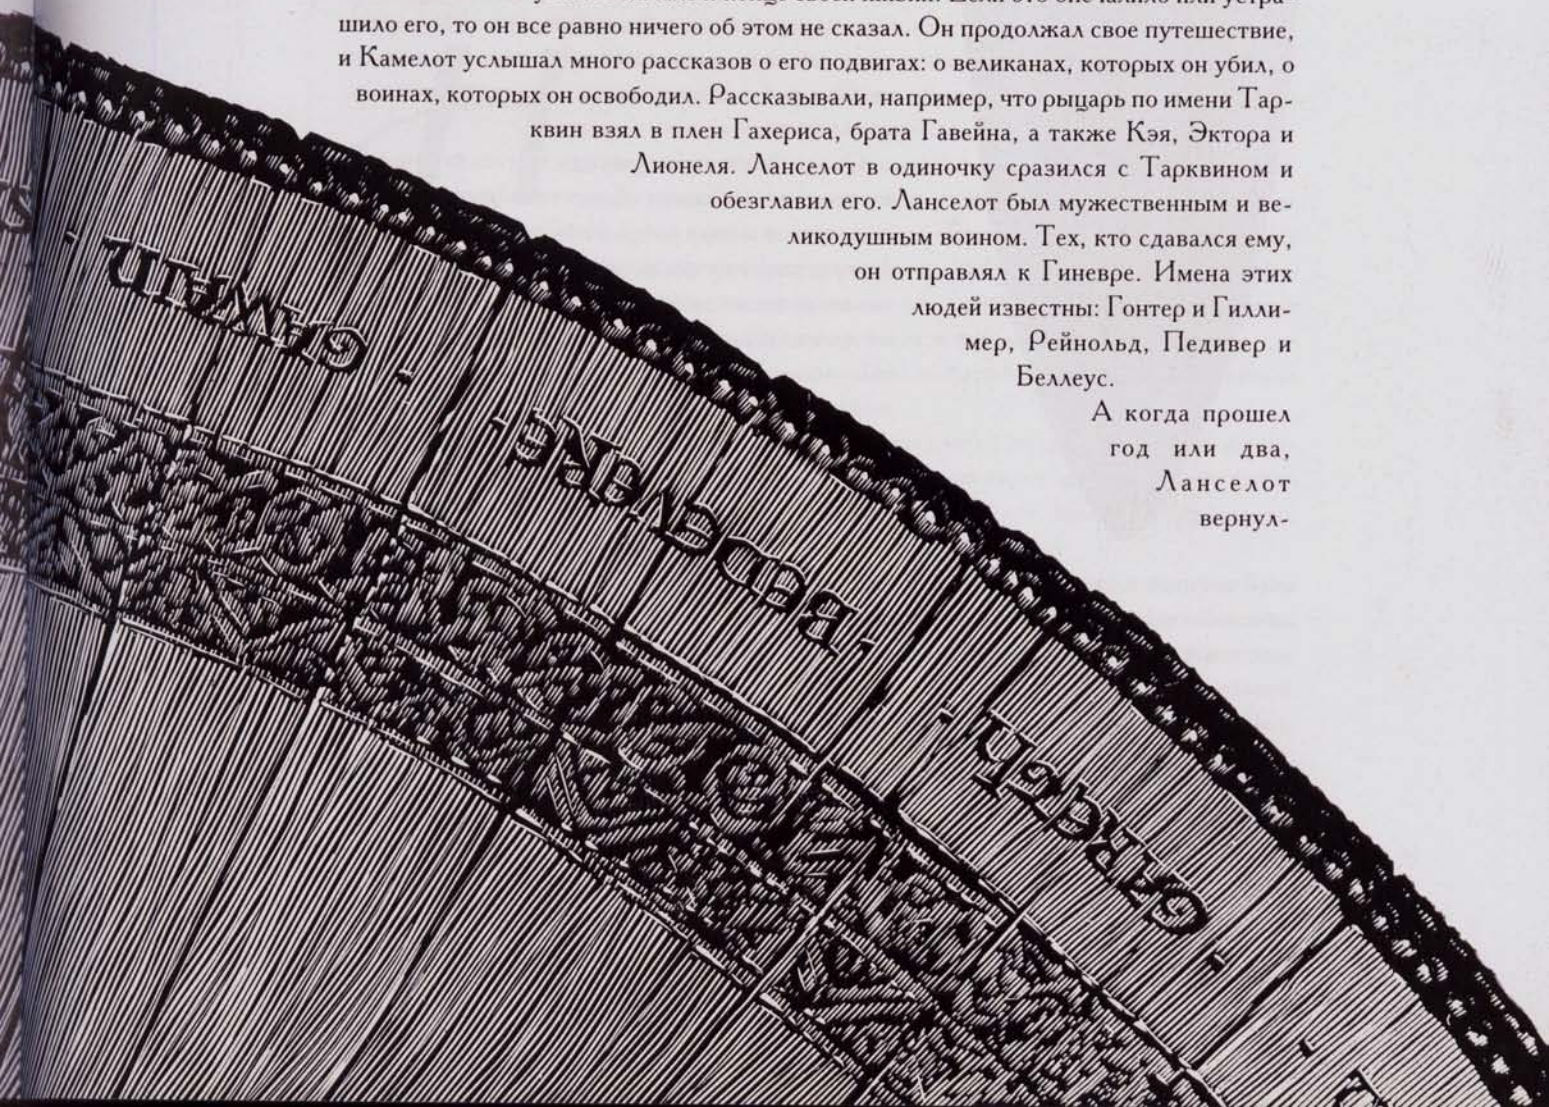 шило его, то он все равно ничего об этом не сказал. Он продолжал свое путешествие,
и Камелот услышал много рассказов о его подвигах: о великанах, которых он убил, о
воинах, которых он освободил. Рассказывали, например, что рыцарь по имени Тар-
квин взял в плен Гахериса, брата Гавейна, а также Кэя, Эктора и
Лионеля. Ланселот в одиночку сразился с Тарквином и
обезглавил его. Ланселот был мужественным и ве-
ликодушным воином. Тех, кто сдавался ему,
он отправлял к Гиневре. Имена этих
людей известны: Гонтер и Гилли-
мер, Рейнольд, Педивер и
Беллеус.
А когда прошел
год или два,
Ланселот
вернул-
· GAWAIN ·
· BEDEVERE ·
· GARETH ·